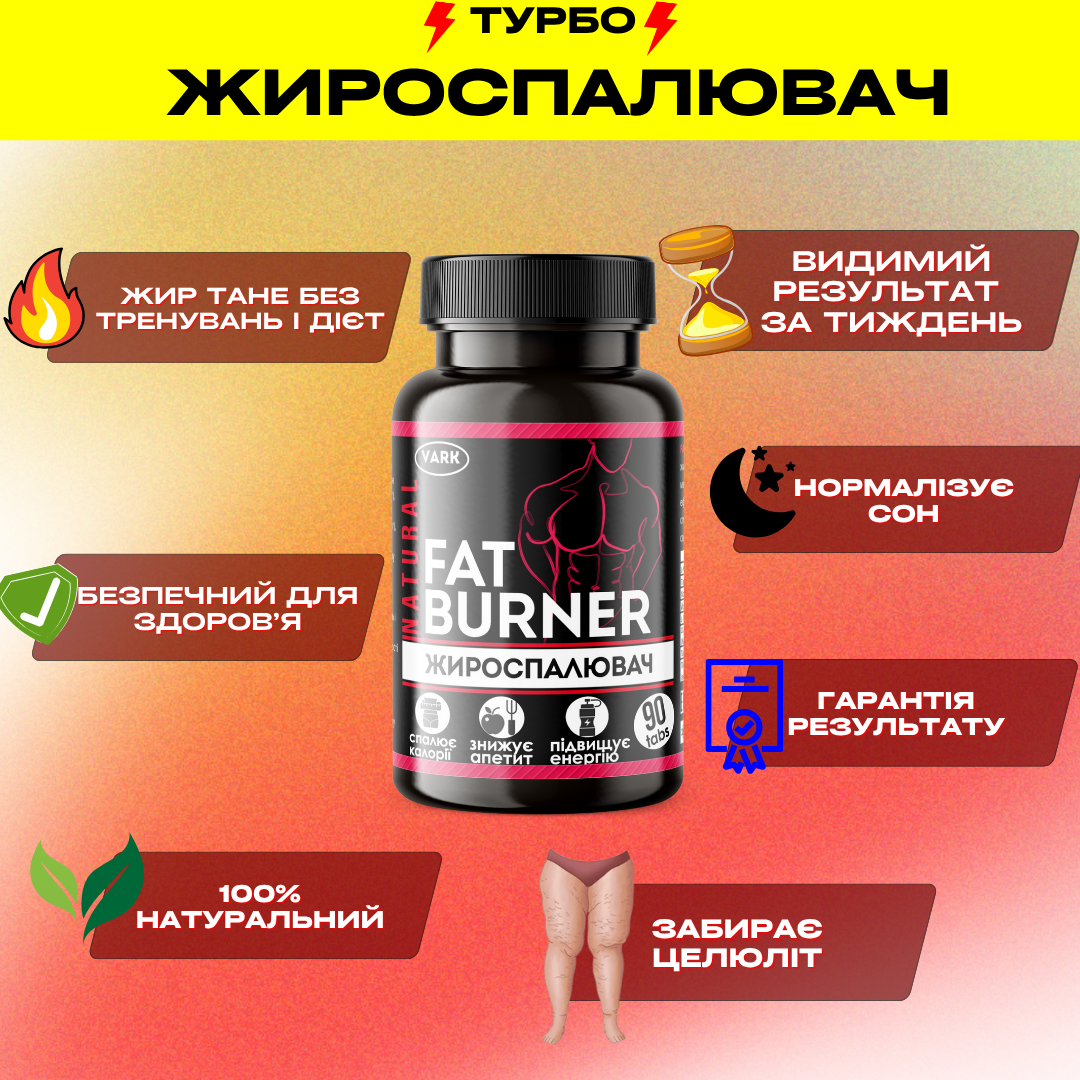 ТУРБО
ЖИРОСПАЛЮВАЧ
ЖИР ТАНЕ БЕЗ
ТРЕНУВАНЬ І ДІЄТ
ВИДИМИЙ
РЕЗУЛЬТАТ
ЗА ТИЖДЕНЬ
НОРМАЛІЗУЄ
СОН
БЕЗПЕЧНИЙ ДЛЯ
ЗДОРОВ'Я
VARK
NATURAL
FAT
BURNER
ЖИРОСПАЛЮВАЧ
спалює
калорії
знижує
апетит
підвищує
енергію
90
tabs
ГАРАНТІЯ
РЕЗУЛЬТАТУ
100%
НАТУРАЛЬНИЙ
ЗАБИРАЄ
ЦЕЛЮЛІТ